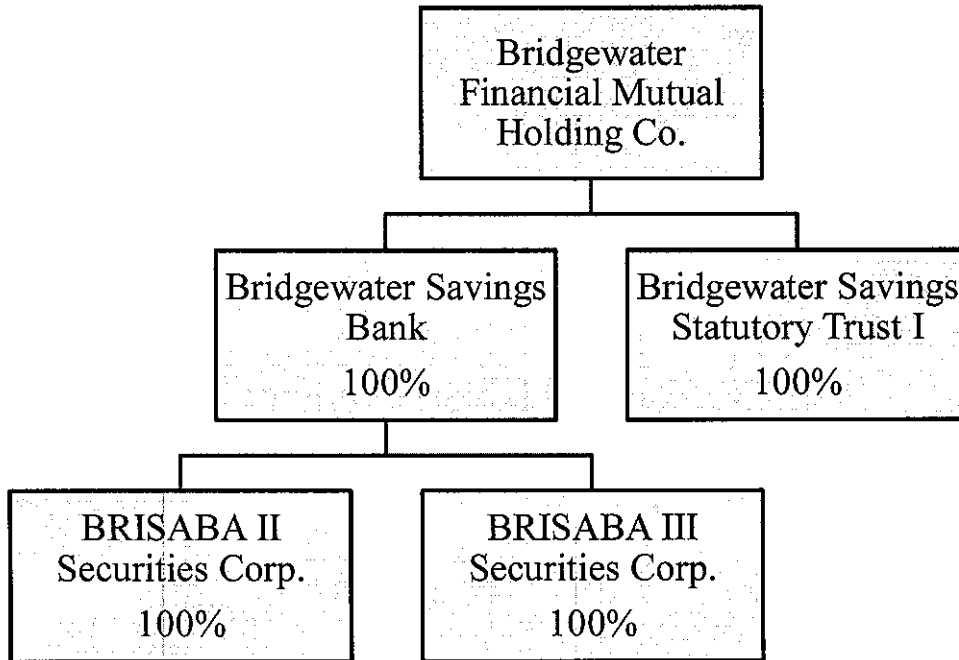 Bridgewater
Financial Mutual
Holding Co.
Bridgewater Savings
Bank
100%
Bridgewater Savings
Statutory Trust I
100%
BRISABA II
Securities Corp.
100%
BRISABA III
Securities Corp.
100%